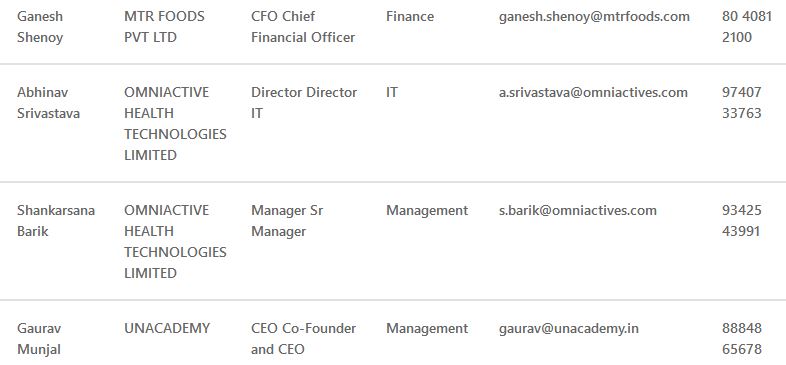 Ganesh MTR FOODS CFO Chief Finance ganesh.shenoy@mtrfoods.com 80 4081
Shenoy PVT LTD Financial Officer 2100
Abhinav OMNIACTIVE Director Director IT a.srivastava@omniactives.com 97407
Srivastava HEALTH IT 33763
TECHNOLOGIES
LIMITED
Shankarsana OMNIACTIVE Manager Sr Management s.barik@omniactives.com 93425
Barik HEALTH Manager 43991
TECHNOLOGIES
LIMITED
Gaurav UNACADEMY CEO Co-Founder Management gaurav@unacademy.in 88848
Munjal and CEO 65678